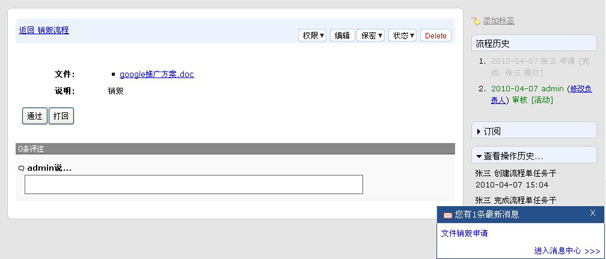 返回 销毁流程
权限▼ 编辑 保密▼ 状态▼ Delete
文件: google推广方案.doc
说明: 销毁
通过 打回
0条评注
admin说...
添加标签
流程历史
1. 2010-04-07 张三 申请 [完
成: 张三 提交]
2. 2010-04-07 admin (修改负
责人) 审核 [活动]
订阅
查看操作历史...
张三 创建流程单任务于
2010-04-07 15:04
张三 完成流程单任务于
您有1条最新消息 X
文件销毁申请
进入消息中心 >>>